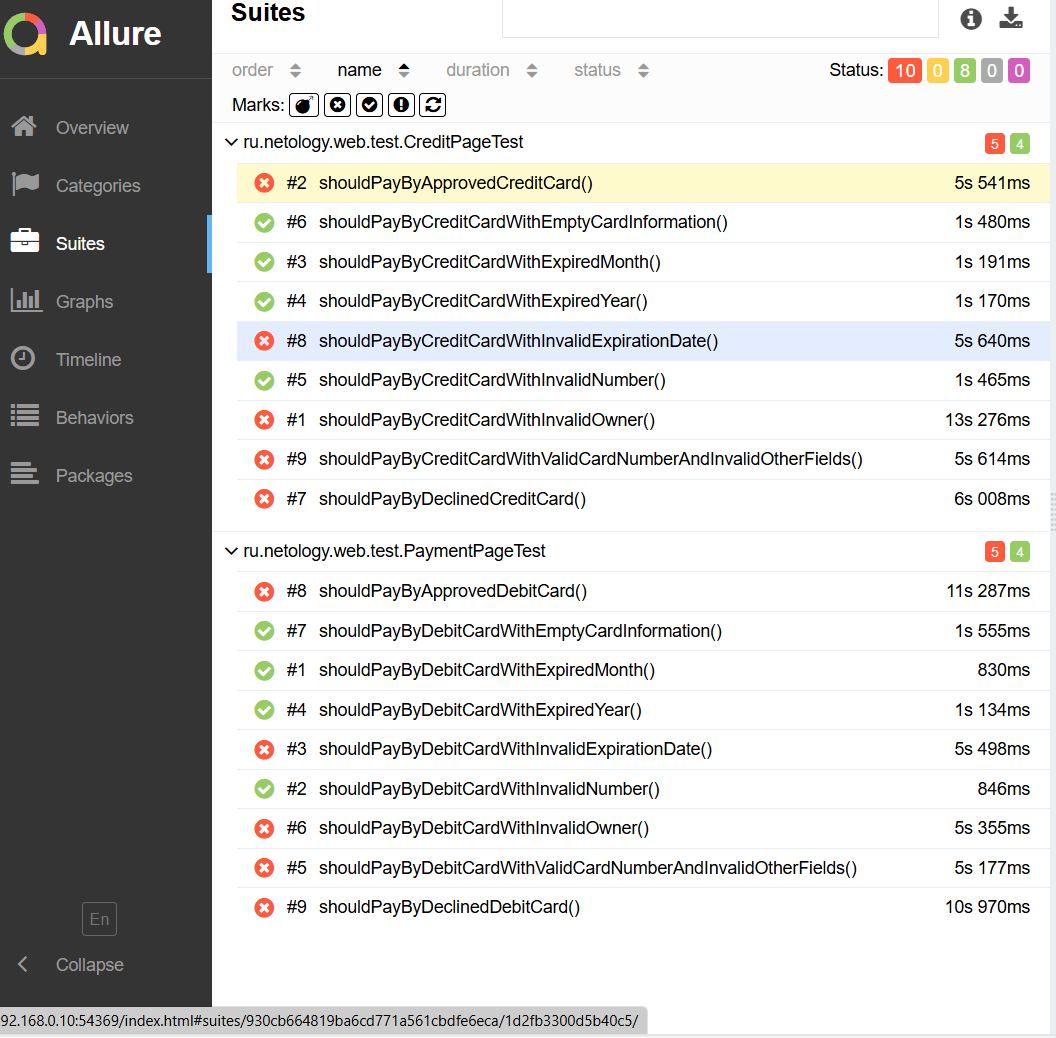 Allure
Suites
order name duration status Status: 10 0 8 0 0
Marks:
Overview
Categories
Suites
Graphs
Timeline
Behaviors
Packages
En
Collapse
ru.netology.web.test.CreditPageTest 5 4
#2 shouldPayByApprovedCreditCard() 5s 541ms
#6 shouldPayByCreditCardWithEmptyCardInformation() 1s 480ms
#3 shouldPayByCreditCardWithExpiredMonth() 1s 191ms
#4 shouldPayByCreditCardWithExpiredYear() 1s 170ms
#8 shouldPayByCreditCardWithInvalidExpirationDate() 5s 640ms
#5 shouldPayByCreditCardWithInvalidNumber() 1s 465ms
#1 shouldPayByCreditCardWithInvalidOwner() 13s 276ms
#9 shouldPayByCreditCardWithValidCardNumberAndInvalidOtherFields() 5s 614ms
#7 shouldPayByDeclinedCreditCard() 6s 008ms
ru.netology.web.test.PaymentPageTest 5 4
#8 shouldPayByApprovedDebitCard() 11s 287ms
#7 shouldPayByDebitCardWithEmptyCardInformation() 1s 555ms
#1 shouldPayByDebitCardWithExpiredMonth() 830ms
#4 shouldPayByDebitCardWithExpiredYear() 1s 134ms
#3 shouldPayByDebitCardWithInvalidExpirationDate() 5s 498ms
#2 shouldPayByDebitCardWithInvalidNumber() 846ms
#6 shouldPayByDebitCardWithInvalidOwner() 5s 355ms
#5 shouldPayByDebitCardWithValidCardNumberAndInvalidOtherFields() 5s 177ms
#9 shouldPayByDeclinedDebitCard() 10s 970ms
92.168.0.10:54369/index.html#suites/930cb664819ba6cd771a561cbdfe6eca/1d2fb3300d5b40c5/